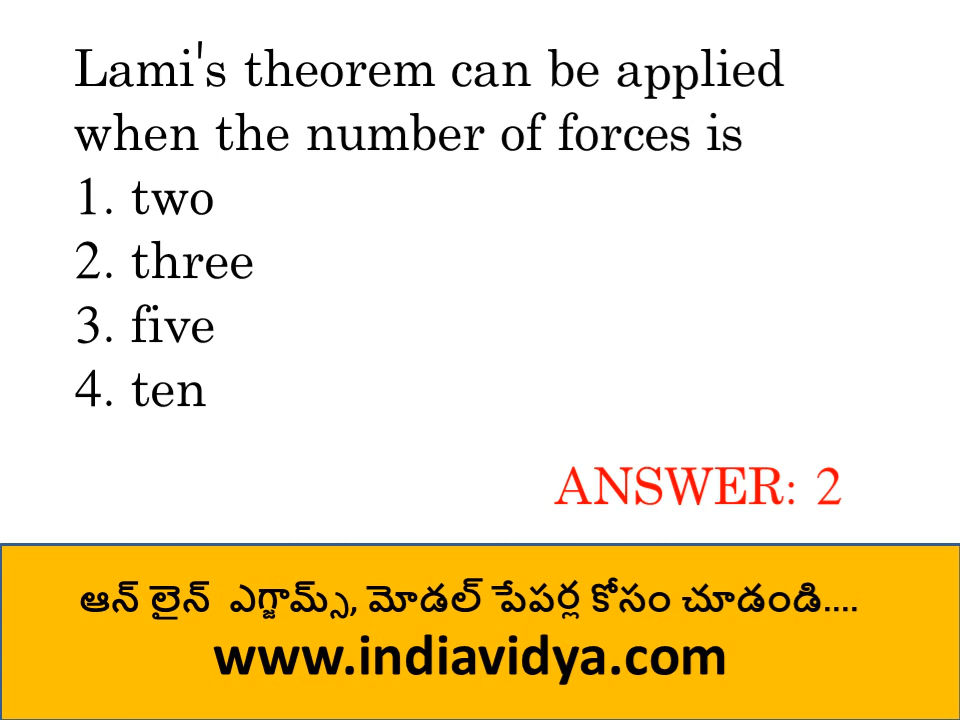 Lami's theorem can be applied
when the number of forces is
1. two
2. three
3. five
4. ten
ANSWER: 2
ఆన్ లైన్ ఎగ్జామ్స్, మోడల్ పేపర్ల కోసం చూడండి....
www.indiavidya.com